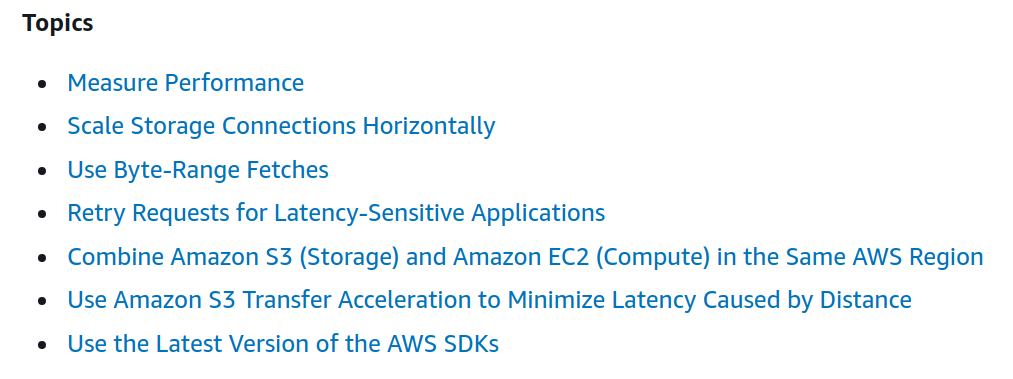 Topics
Measure Performance
Scale Storage Connections Horizontally
Use Byte-Range Fetches
Retry Requests for Latency-Sensitive Applications
Combine Amazon S3 (Storage) and Amazon EC2 (Compute) in the Same AWS Region
Use Amazon S3 Transfer Acceleration to Minimize Latency Caused by Distance
Use the Latest Version of the AWS SDKs